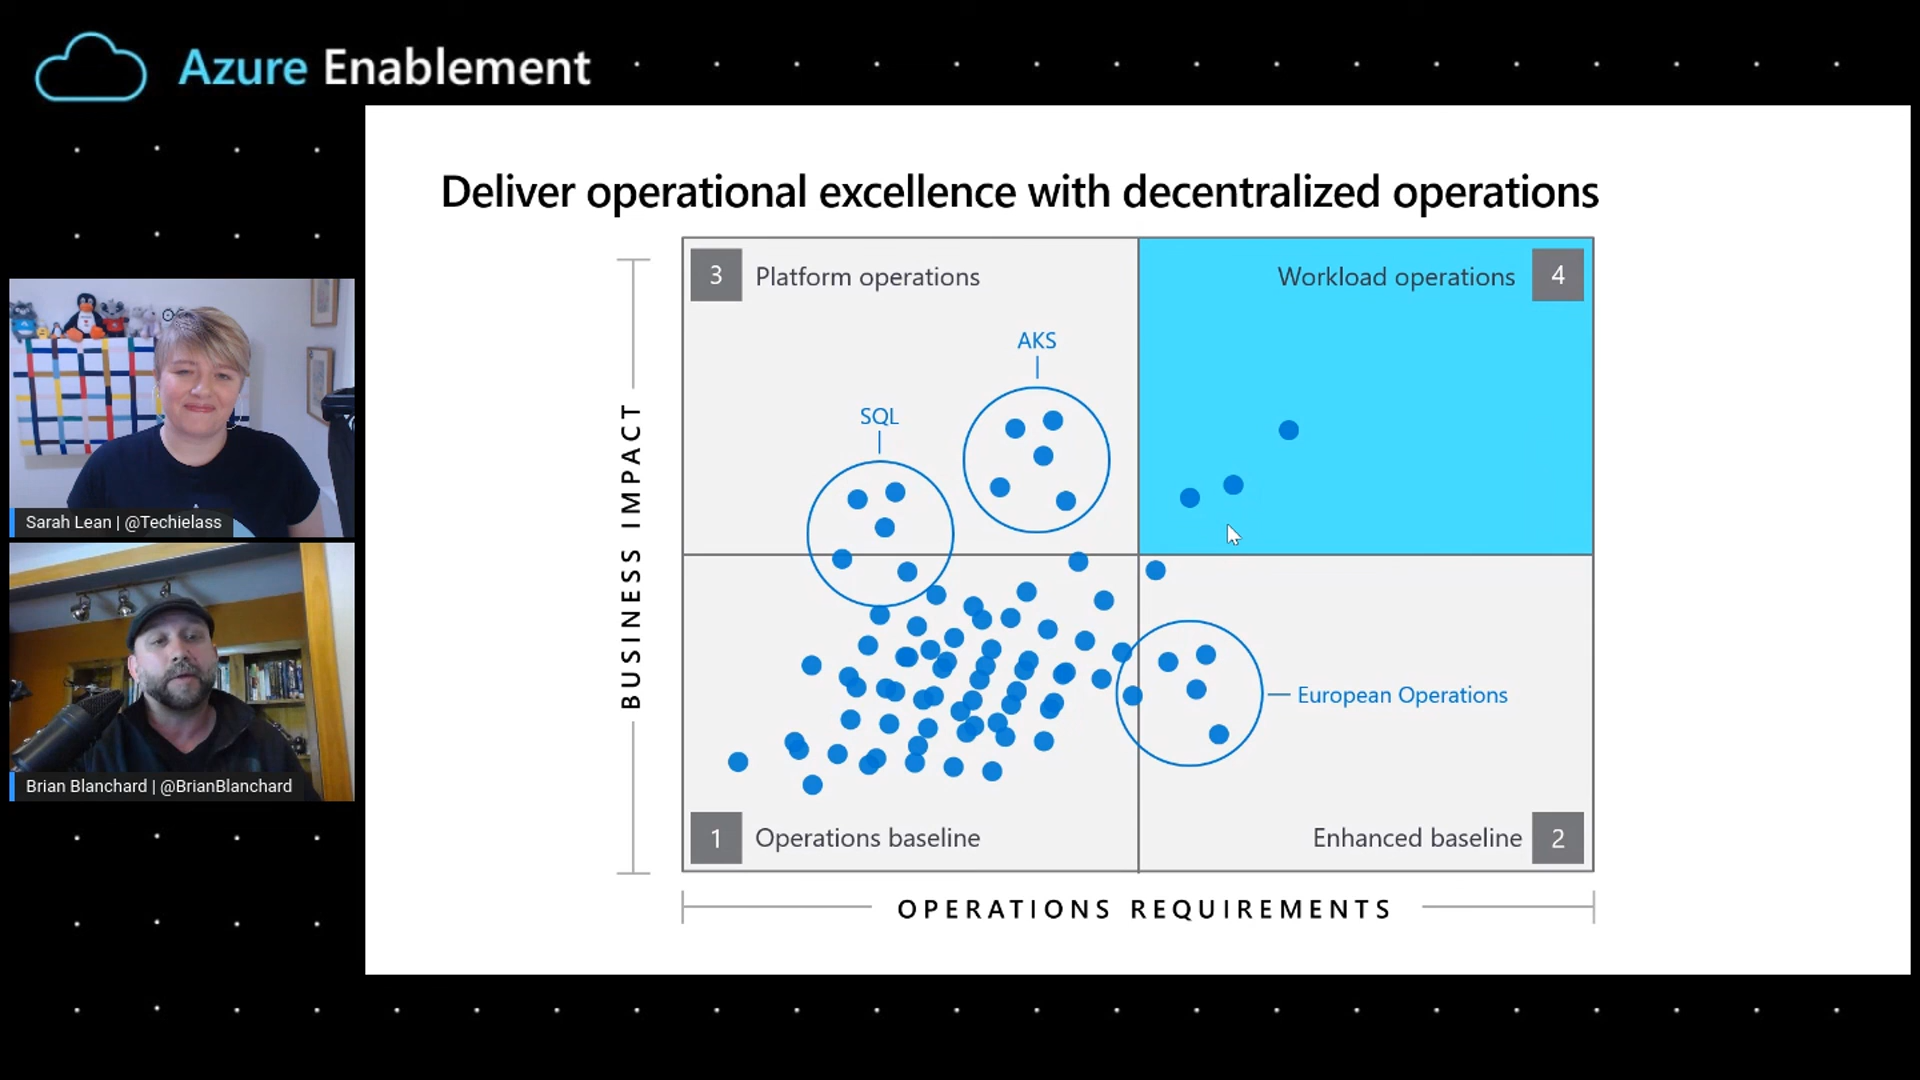 Azure Enablement
Deliver operational excellence with decentralized operations
3 Platform operations
Workload operations 4
AKS
SQL
BUSINESS IMPACT
European Operations
1 Operations baseline
Enhanced baseline 2
OPERATIONS REQUIREMENTS
Sarah Lean | @Techielass
Brian Blanchard | @BrianBlanchard